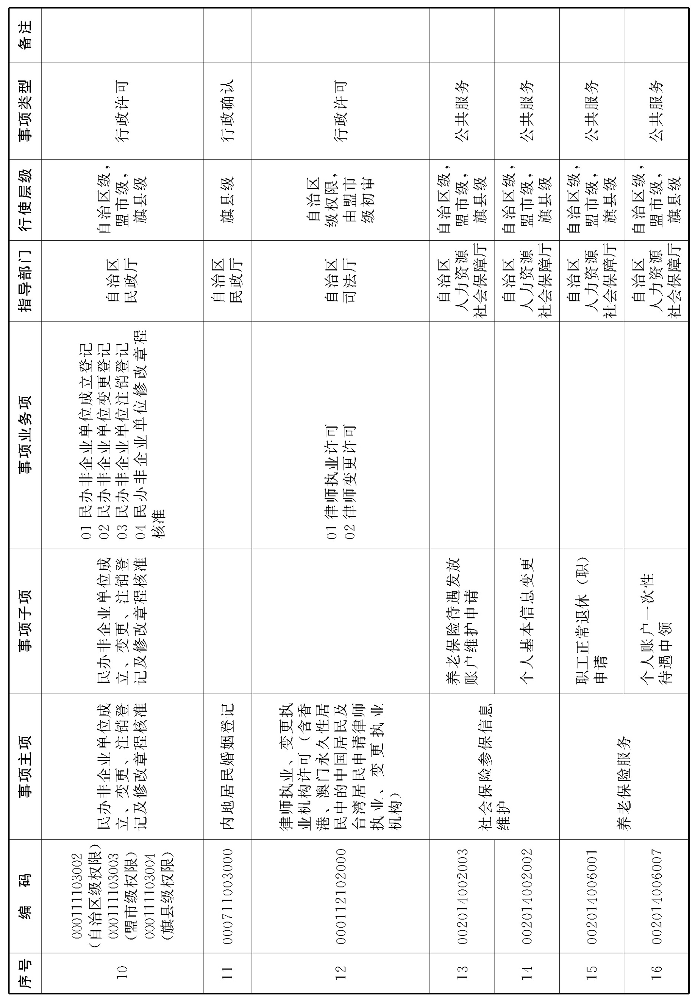 序号
编 码
事项主项
事项子项
事项业务项
指导部门
行使层级
事项类型
备注
10
000111103002
(自治区级权限)
000111103003
(盟市级权限)
000111103004
(旗县级权限)
民办非企业单位成
立、变更、注销登
记及修改章程核准
民办非企业单位成
立、变更、注销登
记及修改章程核准
01 民办非企业单位成立登记
02 民办非企业单位变更登记
03 民办非企业单位注销登记
04 民办非企业单位修改章程
核准
自治区
民政厅
自治区级，
盟市级，
旗县级
行政许可
11
000711003000
内地居民婚姻登记
自治区
民政厅
旗县级
行政确认
12
000112102000
律师执业、变更执
业机构许可（含香
港、澳门永久性居
民中的中国居民及
台湾居民申请律师
执业、变更执业
机构）
01 律师执业许可
02 律师变更许可
自治区
司法厅
自治区
级权限，
由盟市
级初审
行政许可
13
002014002003
社会保险参保信息
维护
养老保险待遇发放
账户维护申请
自治区
人力资源
社会保障厅
自治区级，
盟市级，
旗县级
公共服务
14
002014002002
个人基本信息变更
自治区
人力资源
社会保障厅
自治区级，
盟市级，
旗县级
公共服务
15
002014006001
养老保险服务
职工正常退休（职）
申请
自治区
人力资源
社会保障厅
自治区级，
盟市级，
旗县级
公共服务
16
002014006007
个人账户一次性
待遇申领
自治区
人力资源
社会保障厅
自治区级，
盟市级，
旗县级
公共服务